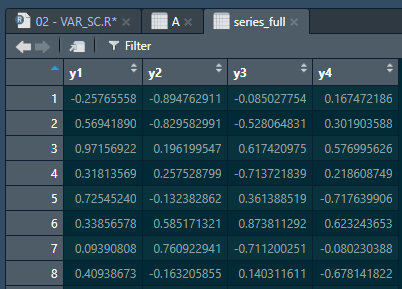 02 - VAR_SC.R* A series_full
Filter
y1 y2 y3 y4
1 -0.25765558 -0.894762911 -0.085027754 0.167472186
2 0.56941890 -0.829582991 -0.528064831 0.301903588
3 0.97156922 0.196199547 0.617420975 0.576995626
4 0.31813569 0.257528799 -0.713721839 0.218608749
5 0.72545240 -0.132382862 0.361388519 -0.717639906
6 0.33856578 0.585171321 0.873811292 0.623243653
7 0.09390808 0.760922941 -0.711200251 -0.080230388
8 0.40938673 -0.163205855 0.140311611 -0.678141822